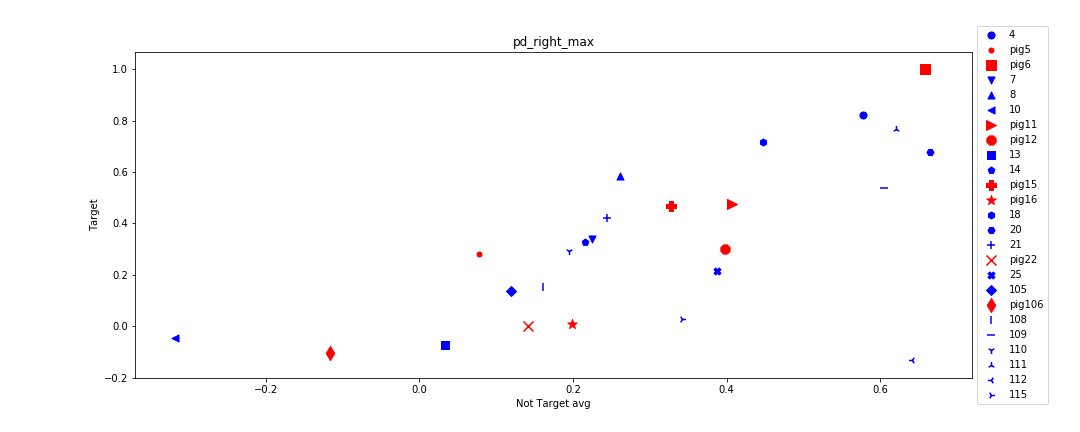 pd_right_max
Target
1.0
0.8
0.6
0.4
0.2
0.0
−0.2
−0.2
0.0
0.2
0.4
0.6
Not Target avg
4
pig5
pig6
7
8
10
pig11
pig12
13
14
pig15
pig16
18
20
21
pig22
25
105
pig106
108
109
110
111
112
115